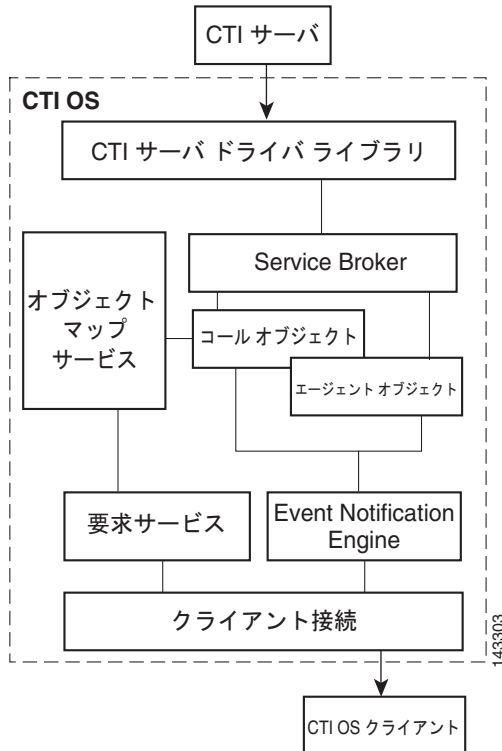 CTI サーバ
CTI OS
CTI サーバ ドライバ ライブラリ
Service Broker
オブジェクト
マップ
サービス
コール オブジェクト
エージェント オブジェクト
要求サービス
Event Notification
Engine
クライアント接続
143303
CTI OS クライアント